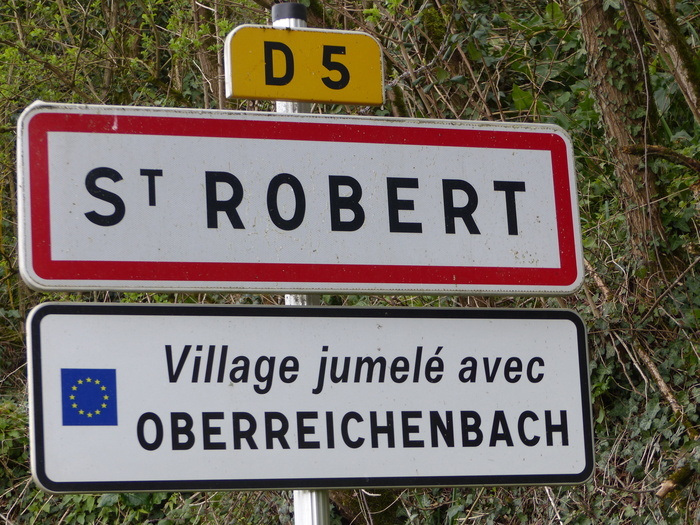 D 5
ST ROBERT
Village jumelé avec
OBERREICHENBACH